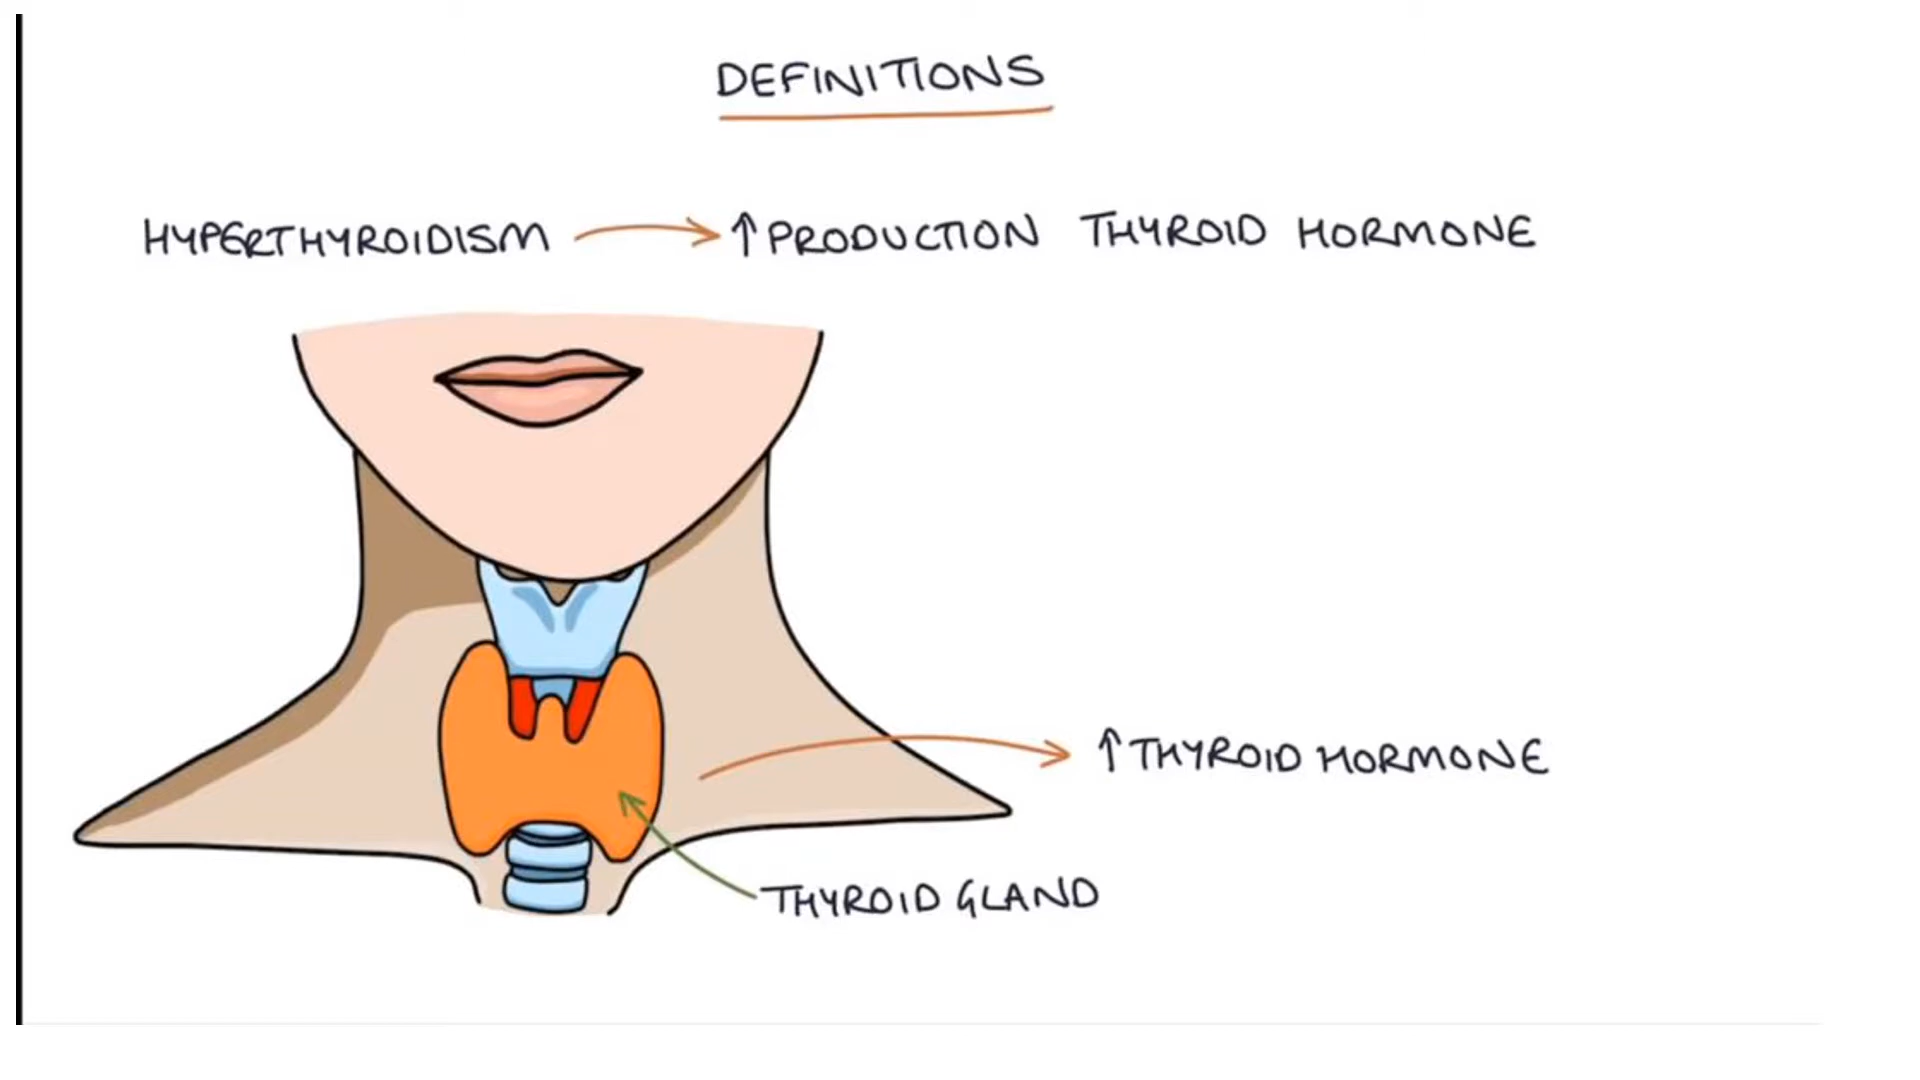 DEFINITIONS
HYPERTHYROIDISM → ↑ PRODUCTION THYROID HORMONE
↑ THYROID HORMONE
THYROID GLAND